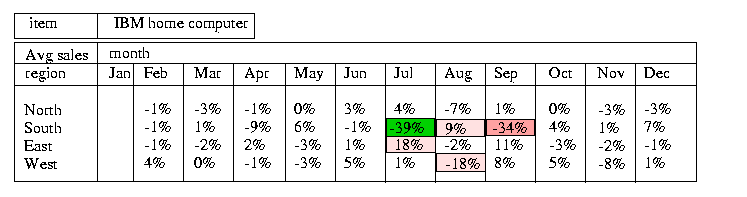 item IBM home computer
Avg sales month
region Jan Feb Mar Apr May Jun Jul Aug Sep Oct Nov Dec
North -1% -3% -1% 0% 3% 4% -7% 1% 0% -3% -3%
South -1% 1% -9% 6% -1% -39% 9% -34% 4% 1% 7%
East -1% -2% 2% -3% 1% 18% -2% 11% -3% -2% -1%
West 4% 0% -1% -3% 5% 1% -18% 8% 5% -8% 1%